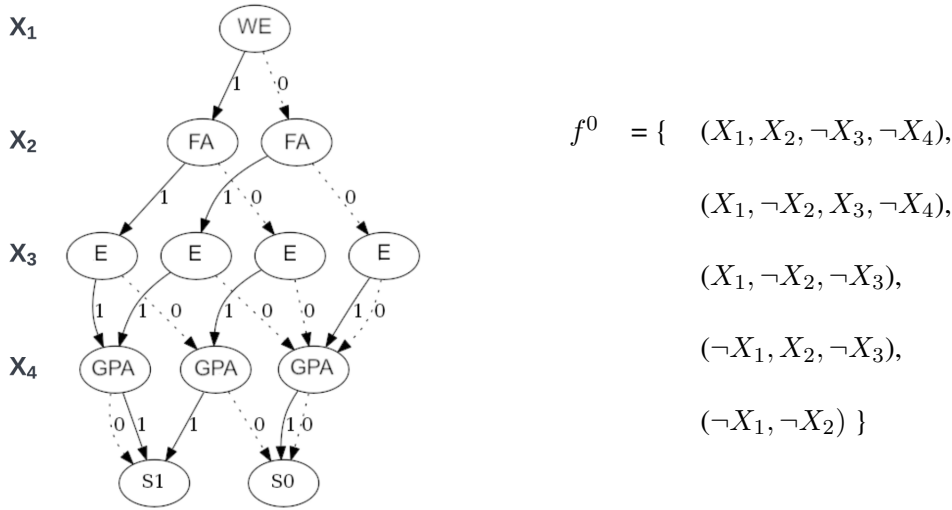 X₁ WE
1 0
X₂ FA FA
1 1 0 0
X₃ E E E E
1 1 0 1 0 0 1 0
X₄ GPA GPA GPA
0 1 1 0 1 0
S1 S0
f⁰ = { (X₁, X₂, ¬X₃, ¬X₄),
(X₁, ¬X₂, X₃, ¬X₄),
(X₁, ¬X₂, ¬X₃),
(¬X₁, X₂, ¬X₃),
(¬X₁, ¬X₂) }